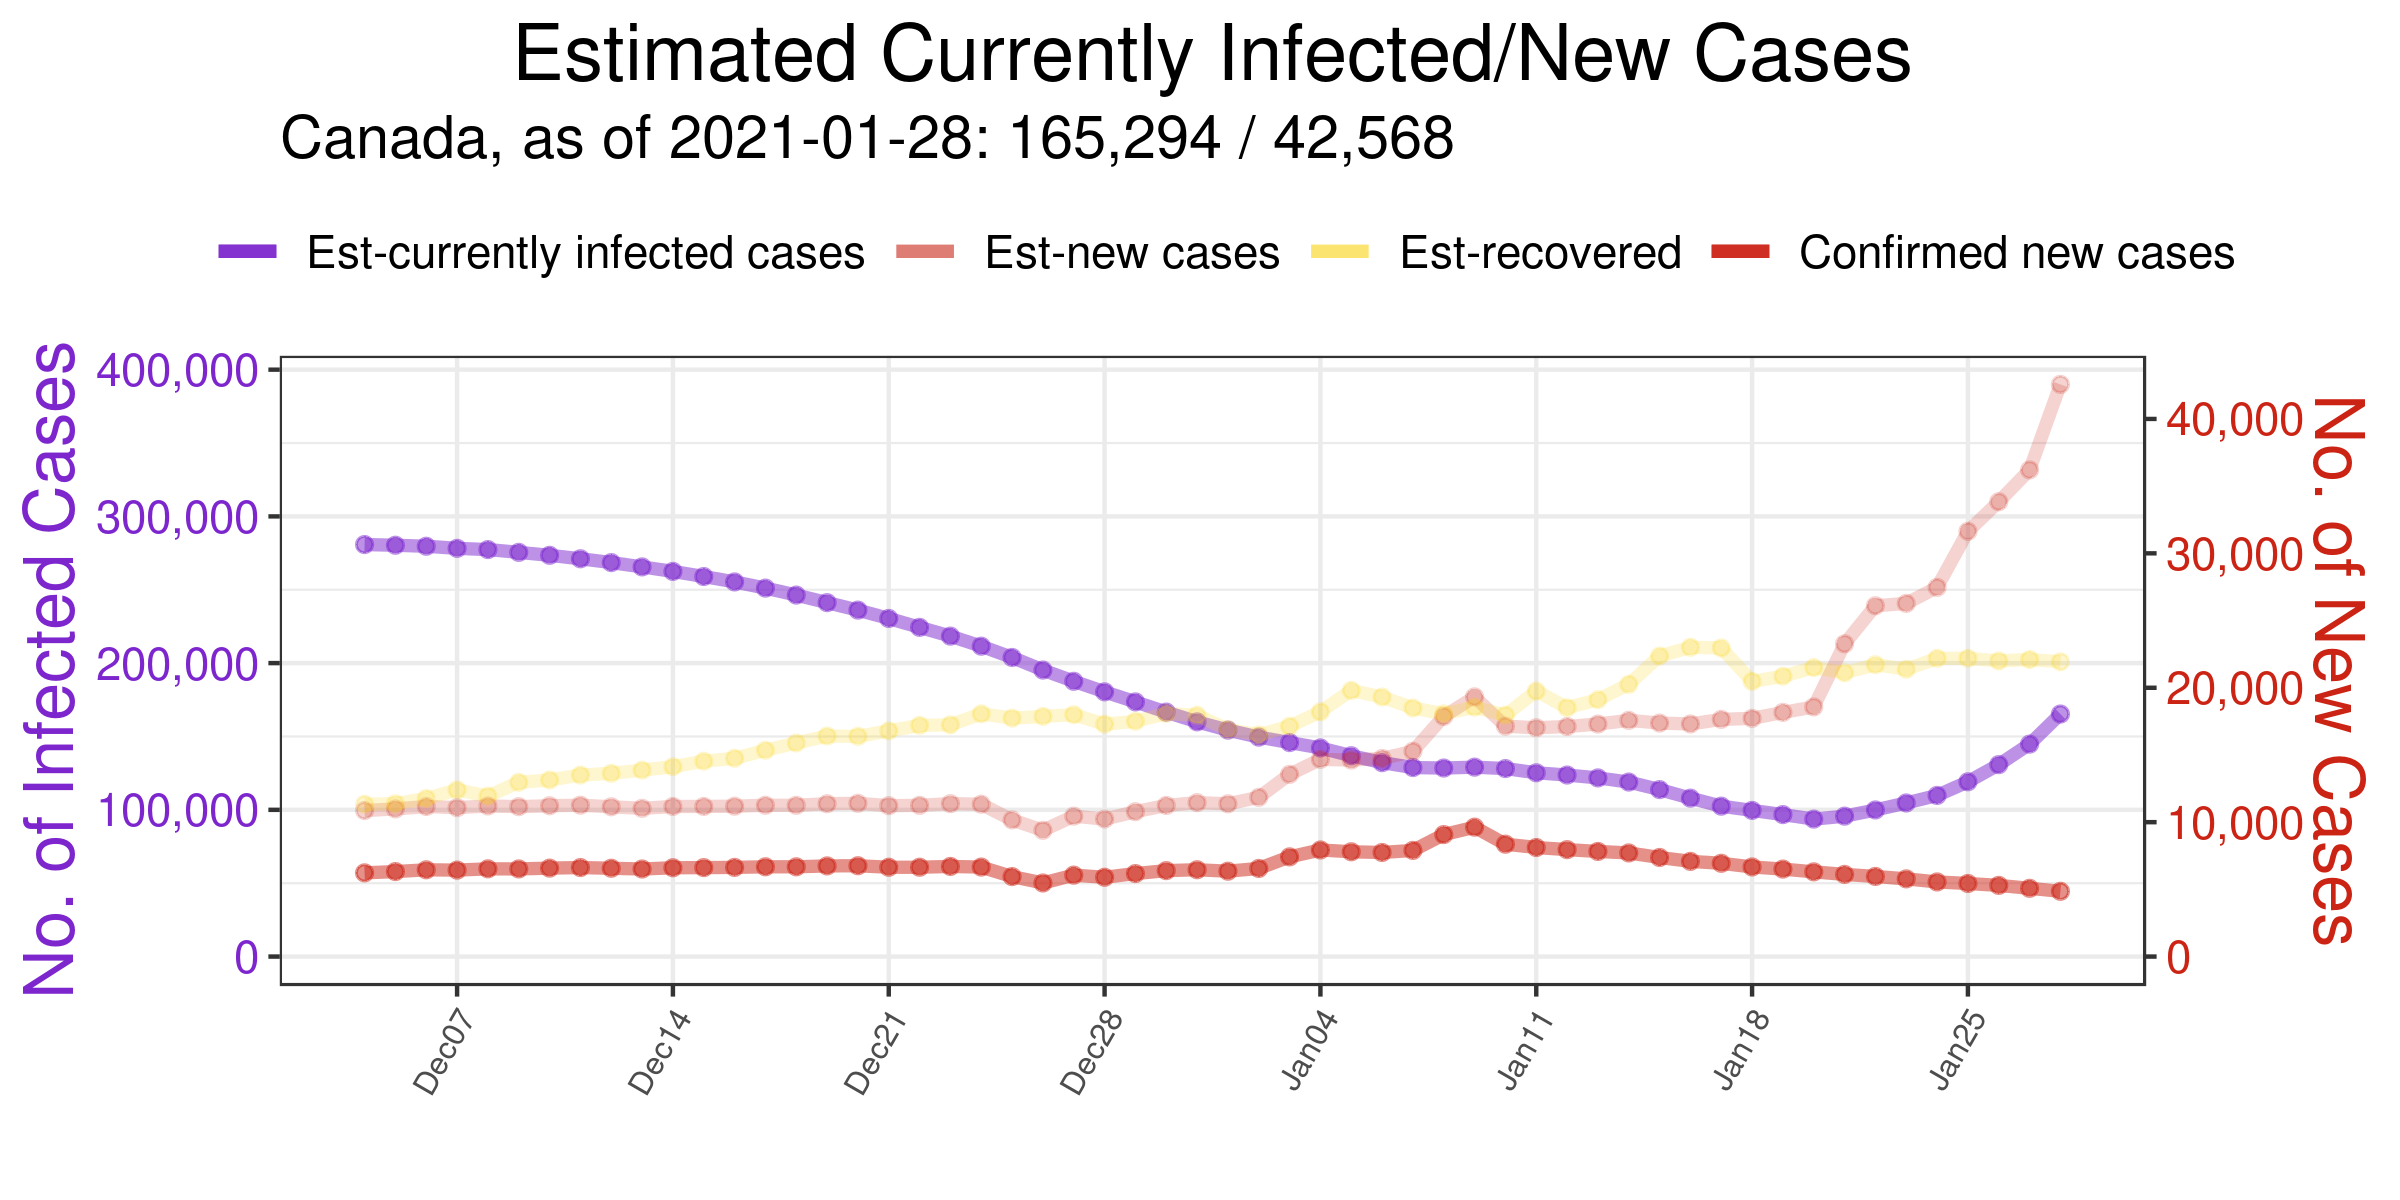 Estimated Currently Infected/New Cases
Canada, as of 2021-01-28: 165,294 / 42,568
Est-currently infected cases Est-new cases Est-recovered Confirmed new cases
No. of Infected Cases
400,000
300,000
200,000
100,000
0
40,000
30,000
20,000
10,000
0
No. of New Cases
Dec07 Dec14 Dec21 Dec28 Jan04 Jan11 Jan18 Jan25